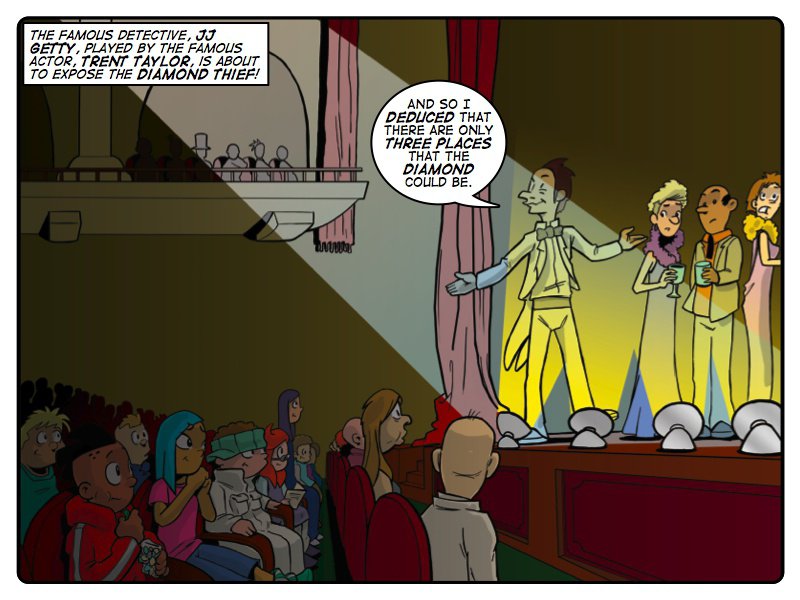 THE FAMOUS DETECTIVE, JJ
GETTY, PLAYED BY THE FAMOUS
ACTOR, TRENT TAYLOR, IS ABOUT
TO EXPOSE THE DIAMOND THIEF!
AND SO I
DEDUCED THAT
THERE ARE ONLY
THREE PLACES
THAT THE
DIAMOND
COULD BE.